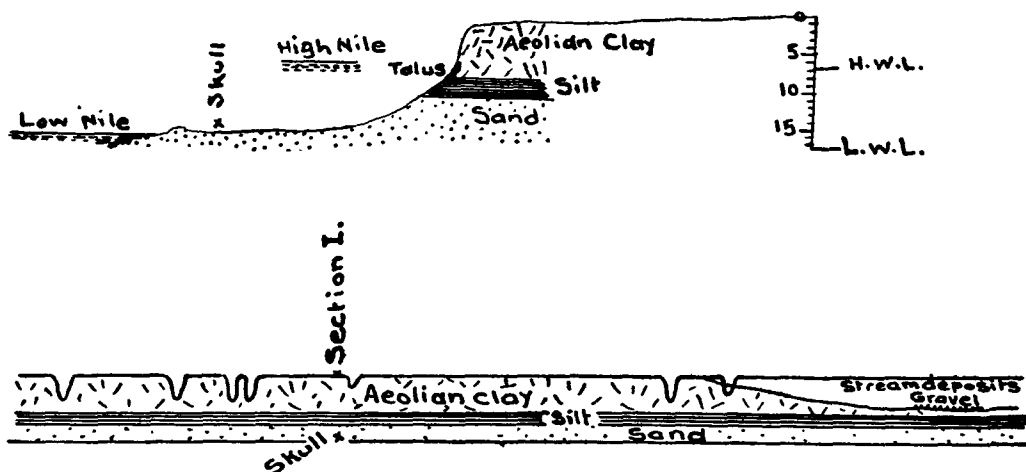 Skull
High Nile
Low Nile
Talus
Aeolian Clay
Silt
Sand
0
5
H.W.L.
10
15
L.W.L.
Section I.
Aeolian clay
Silt
Sand
Skull
Stream deposits
Gravel